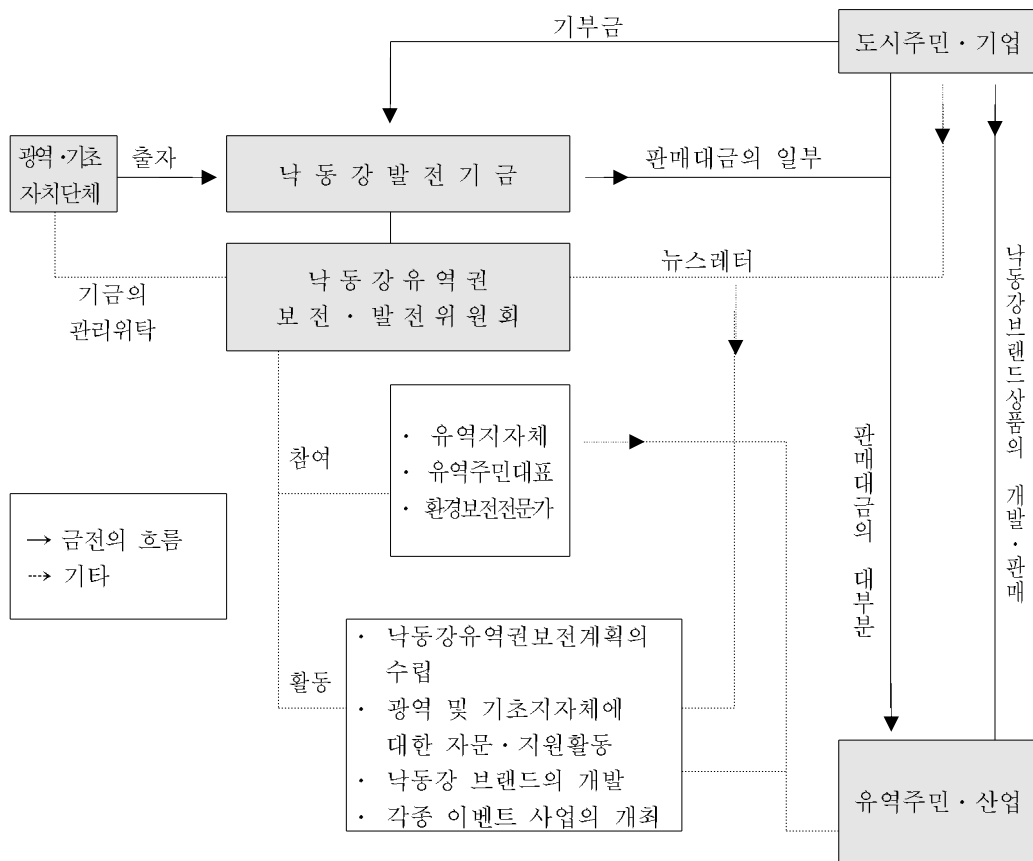 기부금
도시주민·기업
광역·기초
자치단체
출자
낙동강발전기금
판매대금의 일부
낙동강유역권
보전·발전위원회
뉴스레터
기금의
관리위탁
낙동강브랜드상품의 개발·판매
참여
· 유역지자체
· 유역주민대표
· 환경보전전문가
판매대금의 대부분
→ 금전의 흐름
⇢ 기타
활동
· 낙동강유역권보전계획의
수립
· 광역 및 기초지자체에
대한 자문·지원활동
· 낙동강 브랜드의 개발
· 각종 이벤트 사업의 개최
유역주민·산업